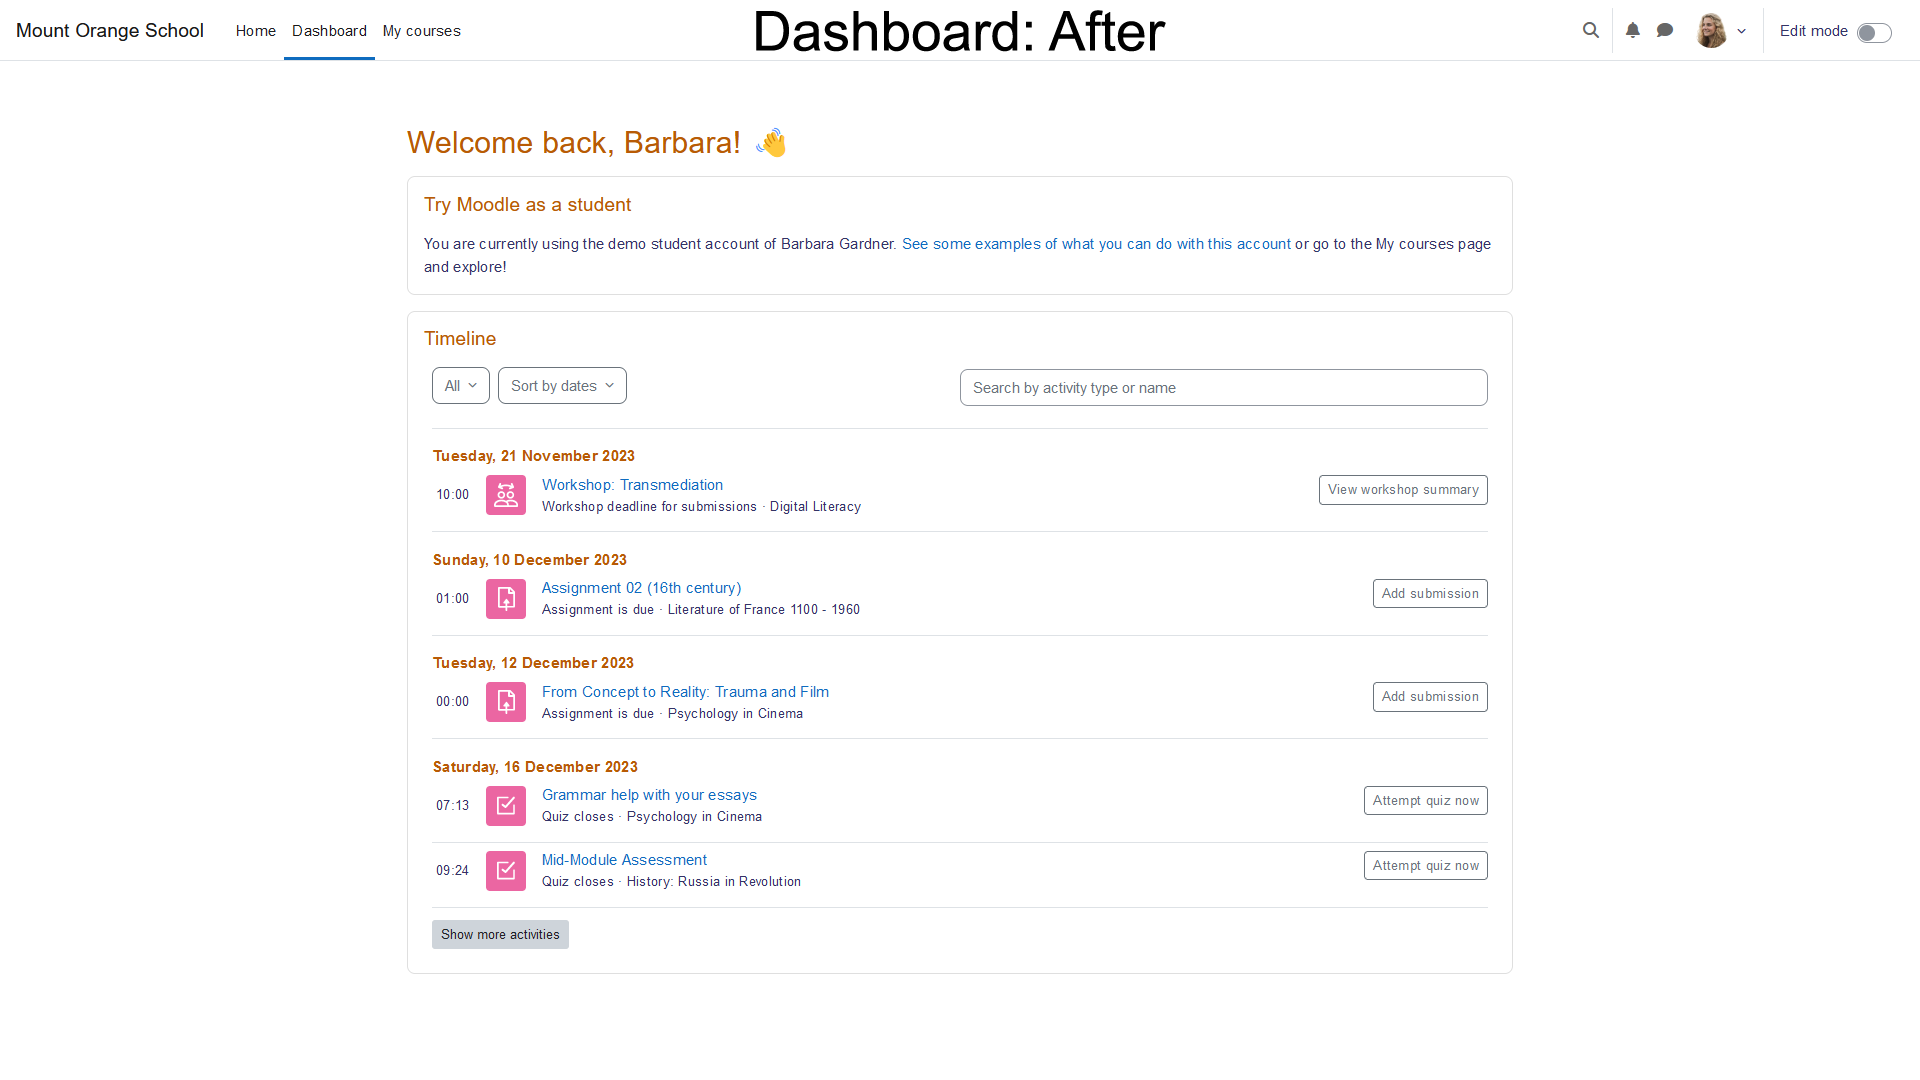 Mount Orange School Home Dashboard My courses Dashboard: After Edit mode
Welcome back, Barbara! 👋
Try Moodle as a student
You are currently using the demo student account of Barbara Gardner. See some examples of what you can do with this account or go to the My courses page
and explore!
Timeline
All Sort by dates Search by activity type or name
Tuesday, 21 November 2023
10:00 Workshop: Transmediation View workshop summary
Workshop deadline for submissions · Digital Literacy
Sunday, 10 December 2023
01:00 Assignment 02 (16th century) Add submission
Assignment is due · Literature of France 1100 - 1960
Tuesday, 12 December 2023
00:00 From Concept to Reality: Trauma and Film Add submission
Assignment is due · Psychology in Cinema
Saturday, 16 December 2023
07:13 Grammar help with your essays Attempt quiz now
Quiz closes · Psychology in Cinema
09:24 Mid-Module Assessment Attempt quiz now
Quiz closes · History: Russia in Revolution
Show more activities